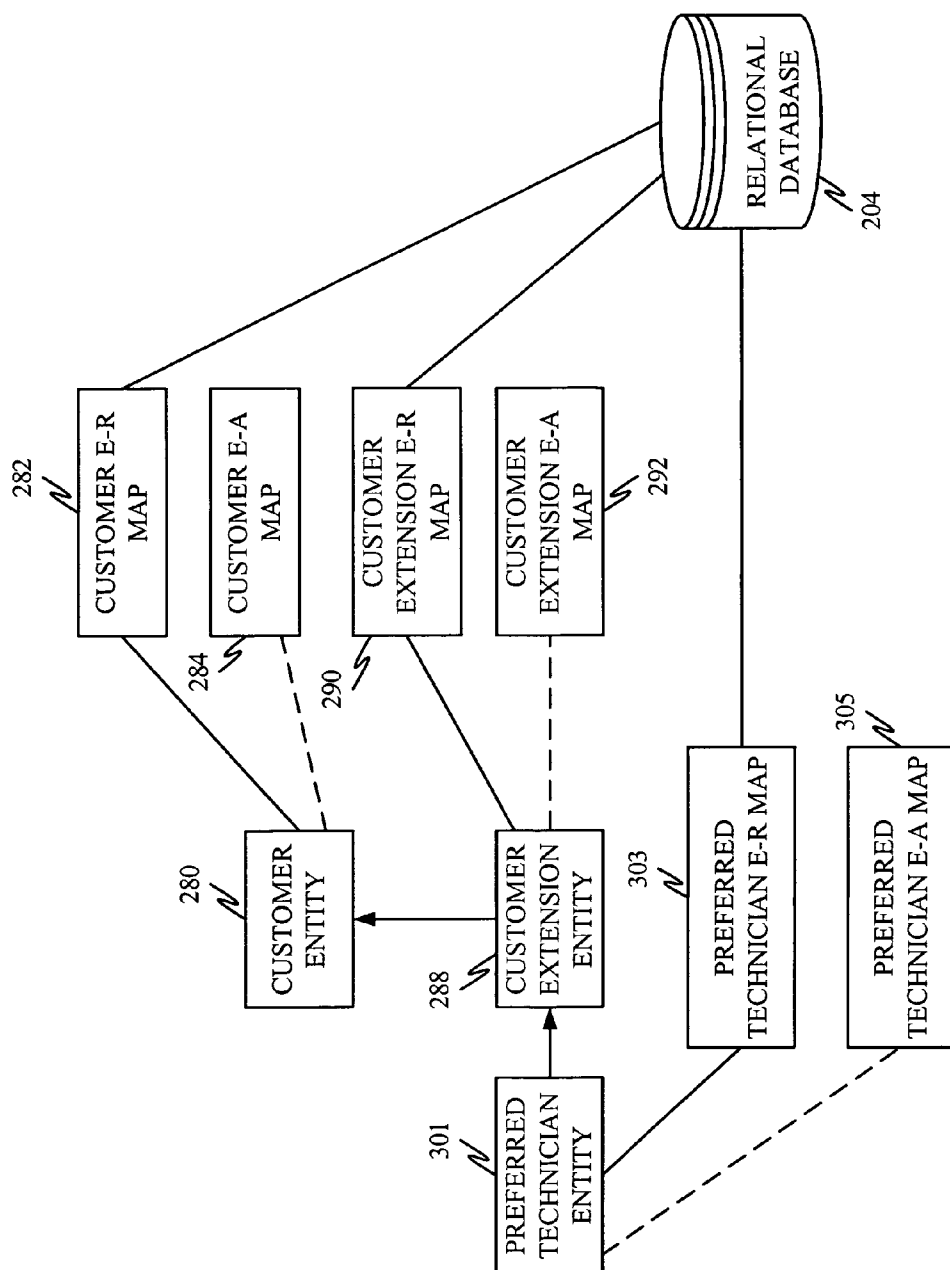 282
CUSTOMER E-R
MAP
284
CUSTOMER E-A
MAP
280
CUSTOMER
ENTITY
290
CUSTOMER
EXTENSION E-R
MAP
292
CUSTOMER
EXTENSION E-A
MAP
288
CUSTOMER
EXTENSION
ENTITY
301
PREFERRED
TECHNICIAN
ENTITY
303
PREFERRED
TECHNICIAN E-R MAP
305
PREFERRED
TECHNICIAN E-A MAP
RELATIONAL
DATABASE
204